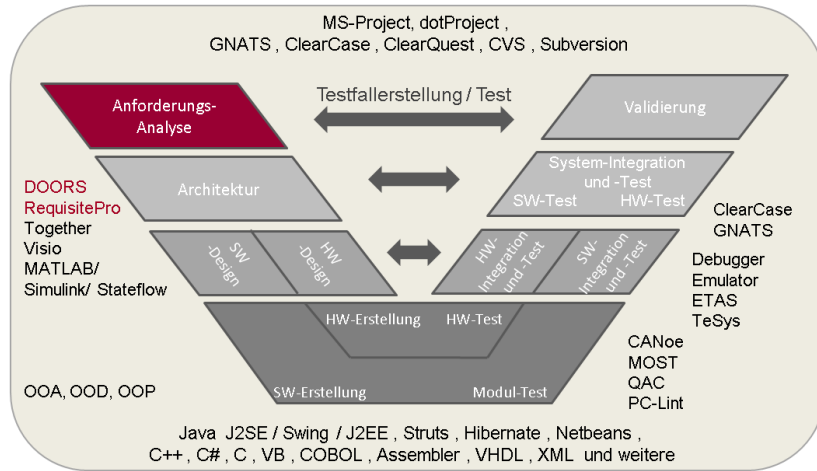 MS-Project, dotProject ,
GNATS , ClearCase , ClearQuest , CVS , Subversion
Anforderungs-
Analyse
Testfallerstellung / Test
Validierung
Architektur
System-Integration
und -Test
SW-Test HW-Test
DOORS
RequisitePro
Together
Visio
MATLAB/
Simulink/ Stateflow
ClearCase
GNATS
SW
-Design
HW
-Design
HW-
Integration
und -Test
SW-
Integration
und -Test
Debugger
Emulator
ETAS
TeSys
HW-Erstellung HW-Test
CANoe
MOST
QAC
PC-Lint
OOA, OOD, OOP
SW-Erstellung Modul-Test
Java J2SE / Swing / J2EE , Struts , Hibernate , Netbeans ,
C++ , C# , C , VB , COBOL , Assembler , VHDL , XML und weitere